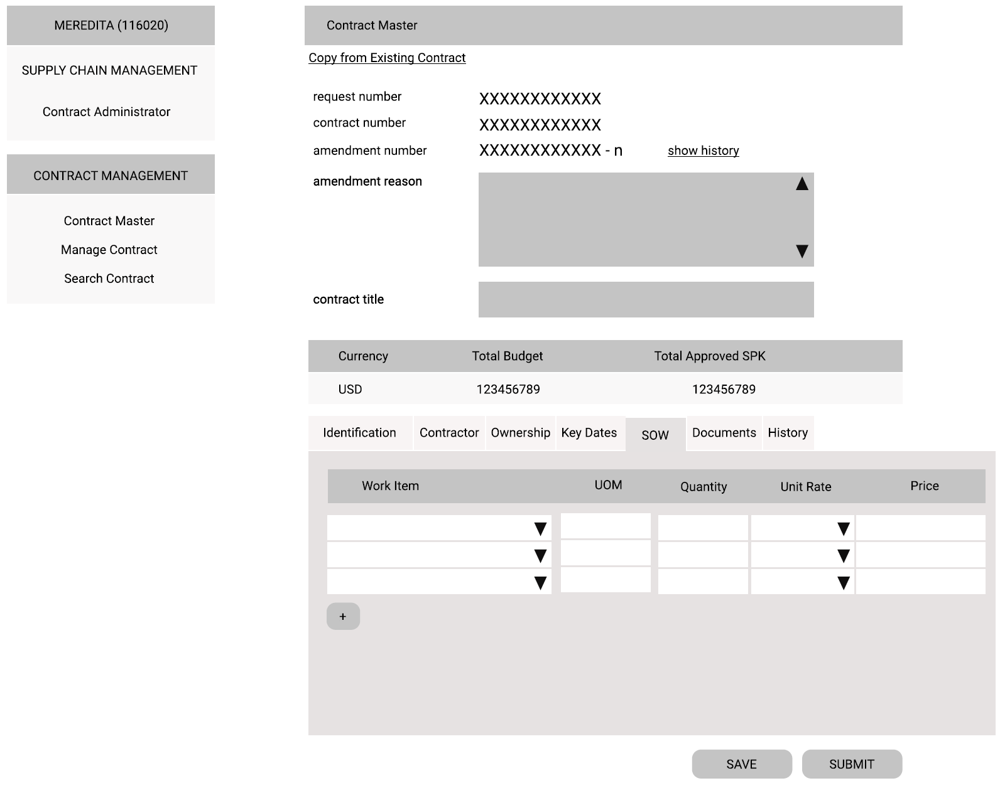 MEREDITA (116020)
SUPPLY CHAIN MANAGEMENT
Contract Administrator
CONTRACT MANAGEMENT
Contract Master
Manage Contract
Search Contract
Contract Master
Copy from Existing Contract
request number XXXXXXXXXXXX
contract number XXXXXXXXXXXX
amendment number XXXXXXXXXXXX - n show history
amendment reason
contract title
Currency Total Budget Total Approved SPK
USD 123456789 123456789
Identification Contractor Ownership Key Dates SOW Documents History
Work Item UOM Quantity Unit Rate Price
+
SAVE SUBMIT